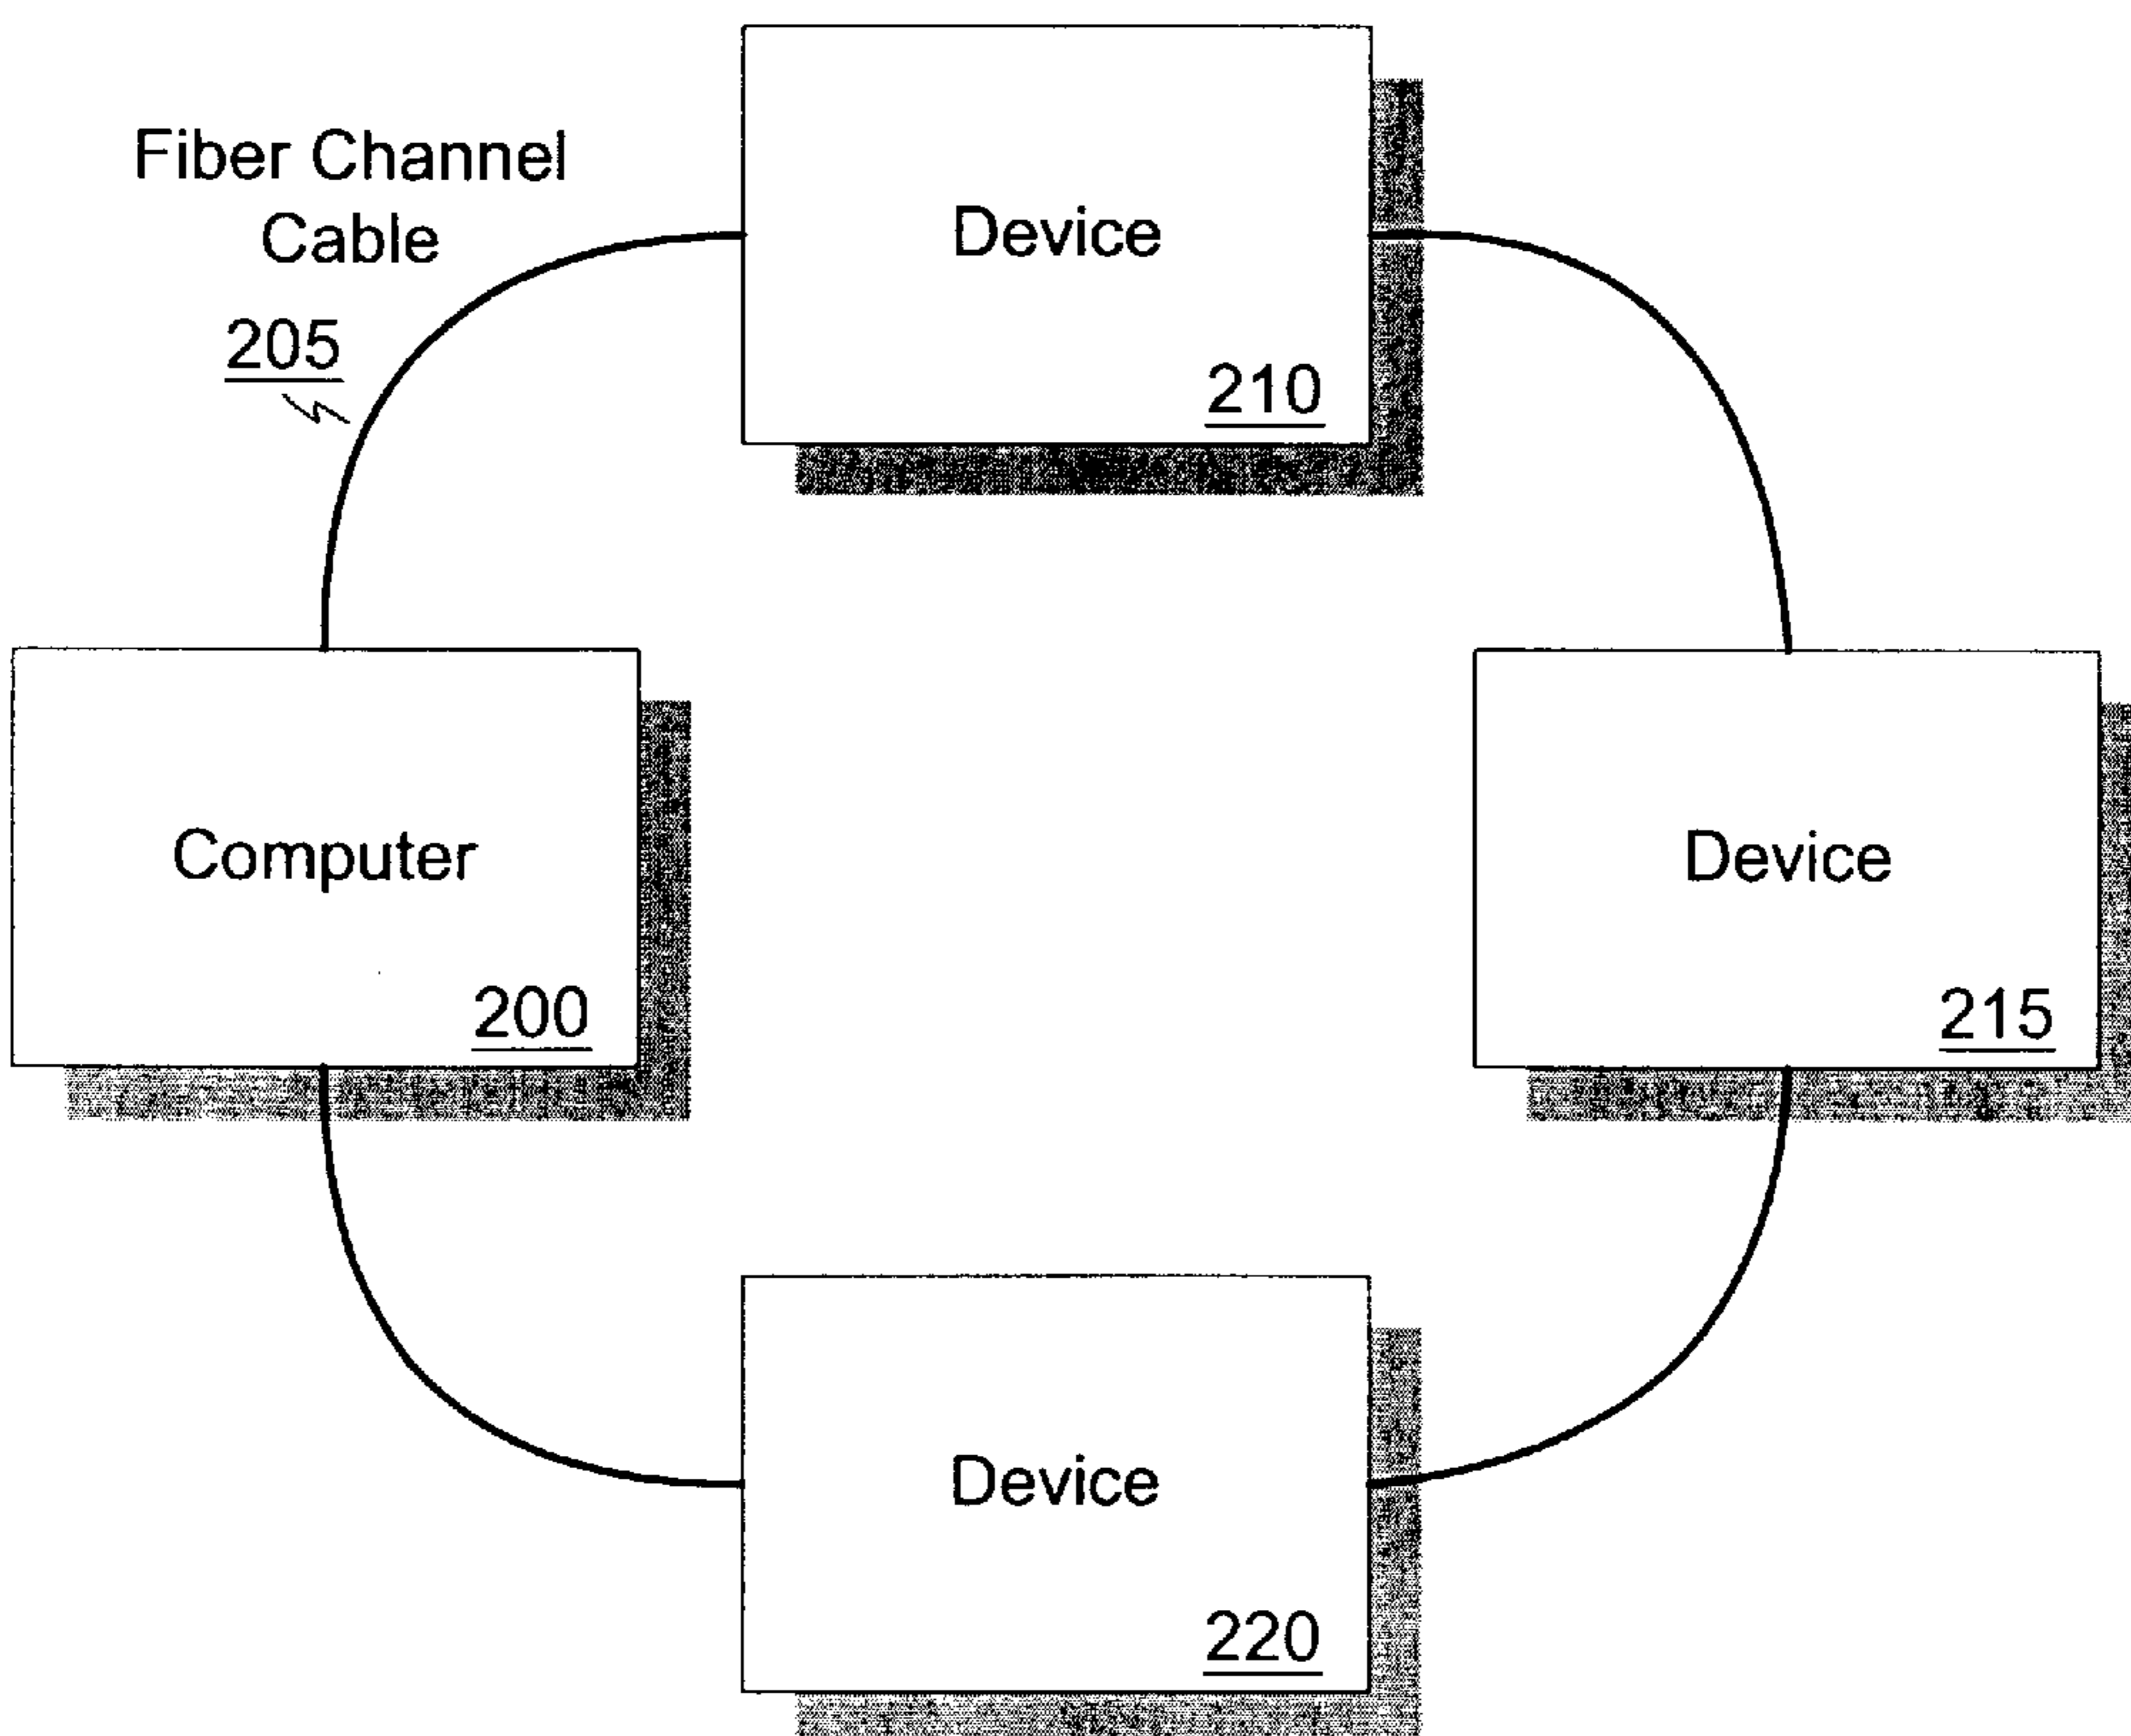 Fiber Channel
Cable
205
Device
210
Computer
200
Device
215
Device
220